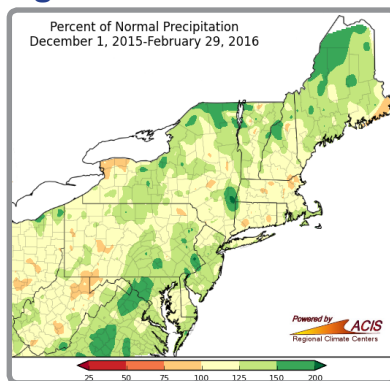 Percent of Normal Precipitation
December 1, 2015-February 29, 2016
Powered by
ACIS
Regional Climate Centers
25 50 75 100 125 150 200